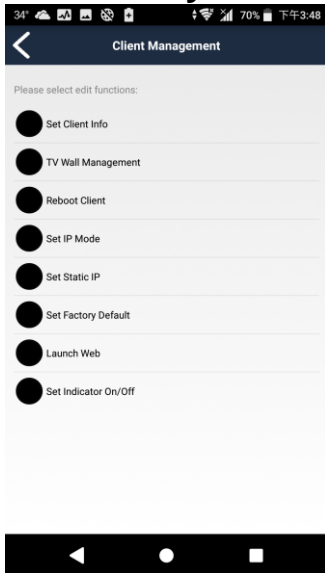 34° 70% 下午3:48
Client Management
Please select edit functions:
Set Client Info
TV Wall Management
Reboot Client
Set IP Mode
Set Static IP
Set Factory Default
Launch Web
Set Indicator On/Off